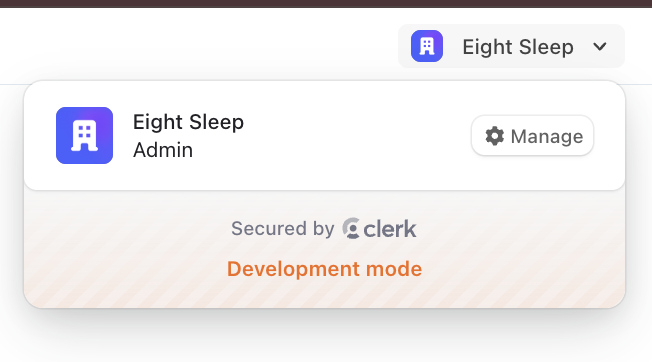 Eight Sleep
Eight Sleep
Admin
Manage
Secured by clerk
Development mode